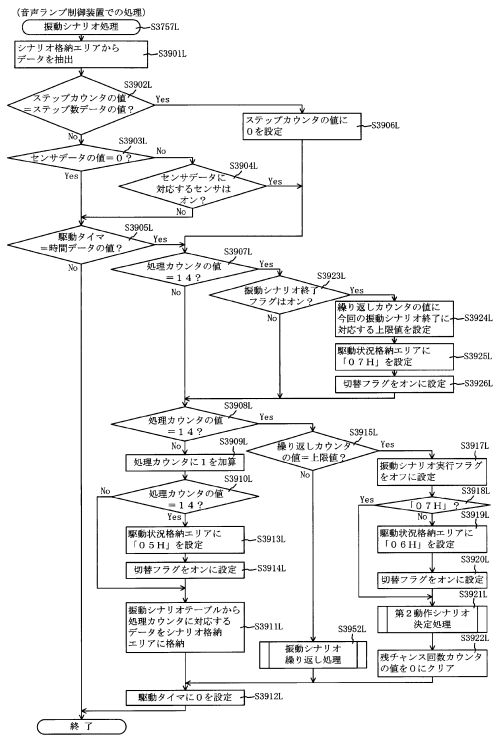 (音声ランプ制御装置での処理)
振動シナリオ処理
S3757L
シナリオ格納エリアから
データを抽出
S3901L
S3902L
ステップカウンタの値
=ステップ数データの値?
Yes
No
ステップカウンタの値に
0を設定
S3906L
S3903L
センサデータの値=0?
No
Yes
S3904L
センサデータに
対応するセンサは
オン?
Yes
No
S3905L
駆動タイマ
=時間データの値?
Yes
No
S3907L
処理カウンタの値
=14?
Yes
No
S3923L
振動シナリオ終了
フラグはオン?
Yes
No
繰り返しカウンタの値に
今回の振動シナリオ終了に
対応する上限値を設定
S3924L
駆動状況格納エリアに
「07H」を設定
S3925L
切替フラグをオンに設定
S3926L
S3908L
処理カウンタの値
=14?
Yes
No
S3909L
処理カウンタに1を加算
S3910L
処理カウンタの値
=14?
No
Yes
駆動状況格納エリアに
「05H」を設定
S3913L
切替フラグをオンに設定
S3914L
振動シナリオテーブルから
処理カウンタに対応する
データをシナリオ格納
エリアに格納
S3911L
S3915L
繰り返しカウンタ
の値=上限値?
Yes
No
S3952L
振動シナリオ
繰り返し処理
S3917L
振動シナリオ実行フラグ
をオフに設定
S3918L
「07H」?
Yes
No
S3919L
駆動状況格納エリアに
「06H」を設定
S3920L
切替フラグをオンに設定
S3921L
第2動作シナリオ
決定処理
S3922L
残チャンス回数カウンタ
の値を0にクリア
駆動タイマに0を設定
S3912L
終了